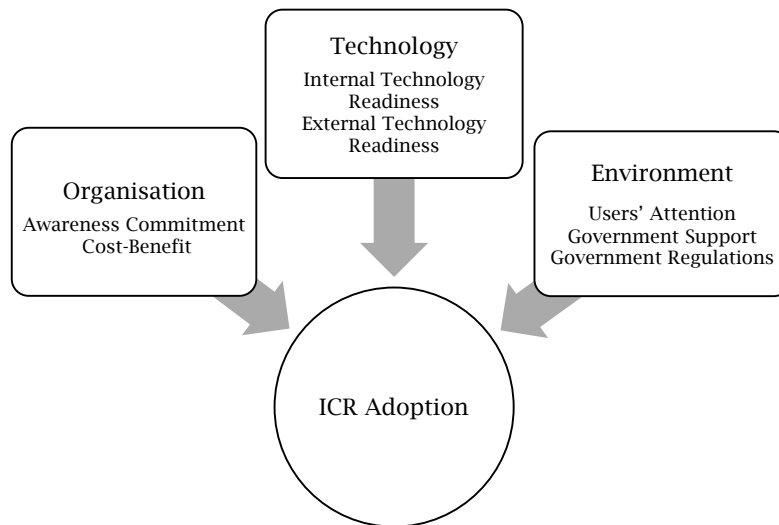 Technology
Internal Technology
Readiness
External Technology
Readiness
Organisation
Awareness Commitment
Cost-Benefit
Environment
Users’ Attention
Government Support
Government Regulations
ICR Adoption